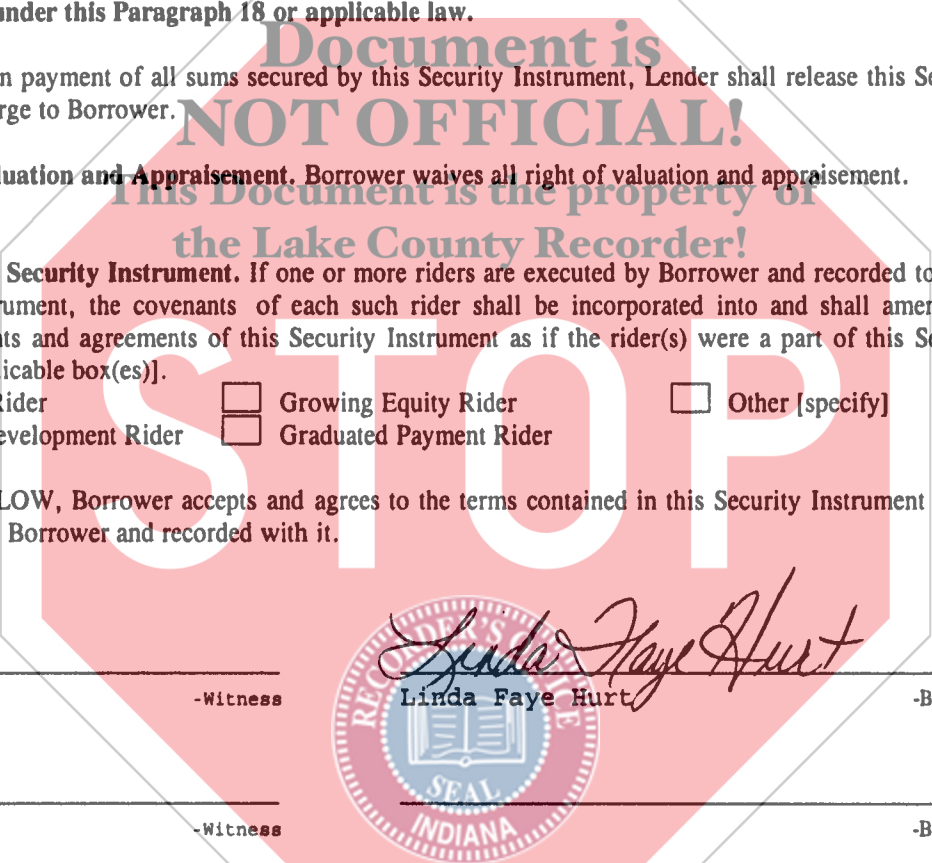 under this Paragraph 18 or applicable law.
Document is
n payment of all sums secured by this Security Instrument, Lender shall release this Se
rge to Borrower.
NOT OFFICIAL!
luation and Appraisement. Borrower waives all right of valuation and appraisement.
This Document is the property of
the Lake County Recorder!
Security Instrument. If one or more riders are executed by Borrower and recorded to
rument, the covenants of each such rider shall be incorporated into and shall amen
nts and agreements of this Security Instrument as if the rider(s) were a part of this Se
licable box(es)].
STOP
Rider Growing Equity Rider Other [specify]
evelopment Rider Graduated Payment Rider
LOW, Borrower accepts and agrees to the terms contained in this Security Instrument
Borrower and recorded with it.
Linda Faye Hurt
-Witness Linda Faye Hurt -B
RECORDER'S OFFICE
SEAL
INDIANA
-Witness -B